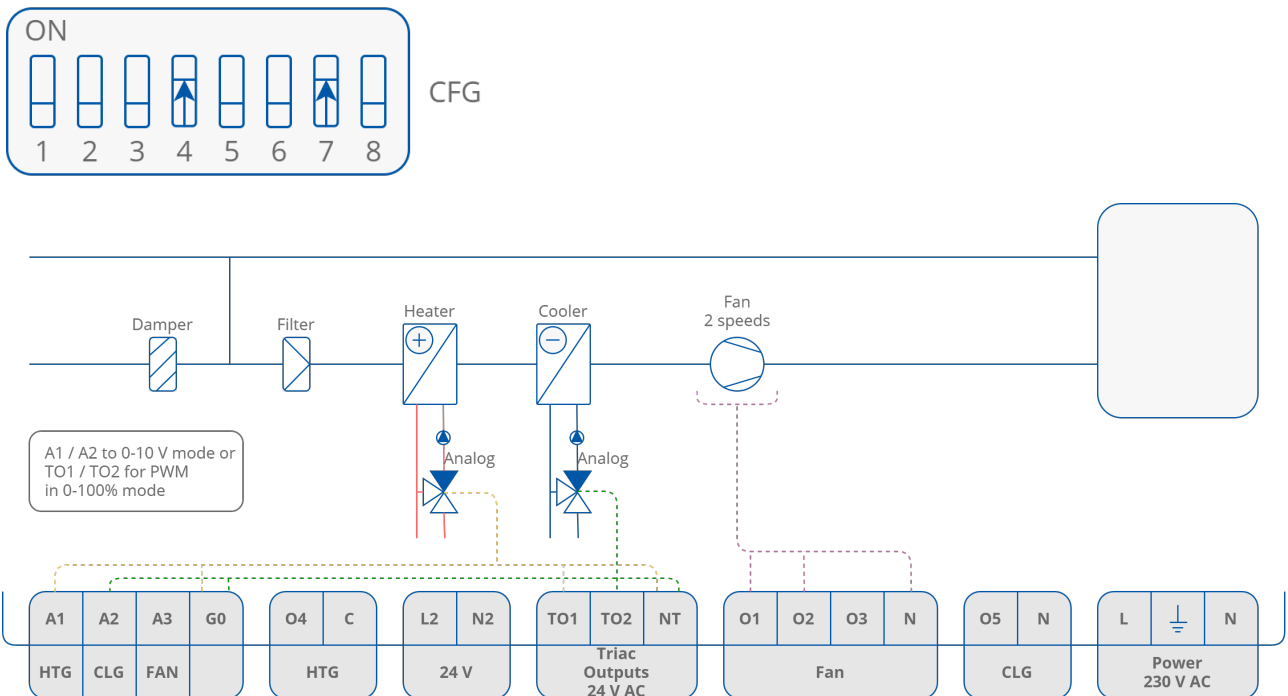 ON
CFG
1 2 3 4 5 6 7 8
Fan
2 speeds
Heater
Cooler
Damper
Filter
A1 / A2 to 0-10 V mode or
TO1 / TO2 for PWM
in 0-100% mode
Analog
Analog
A1 A2 A3 G0
O4 C
L2 N2
TO1 TO2 NT
O1 O2 O3 N
O5 N
L N
HTG CLG FAN
HTG
24 V
Triac
Outputs
24 V AC
Fan
CLG
Power
230 V AC